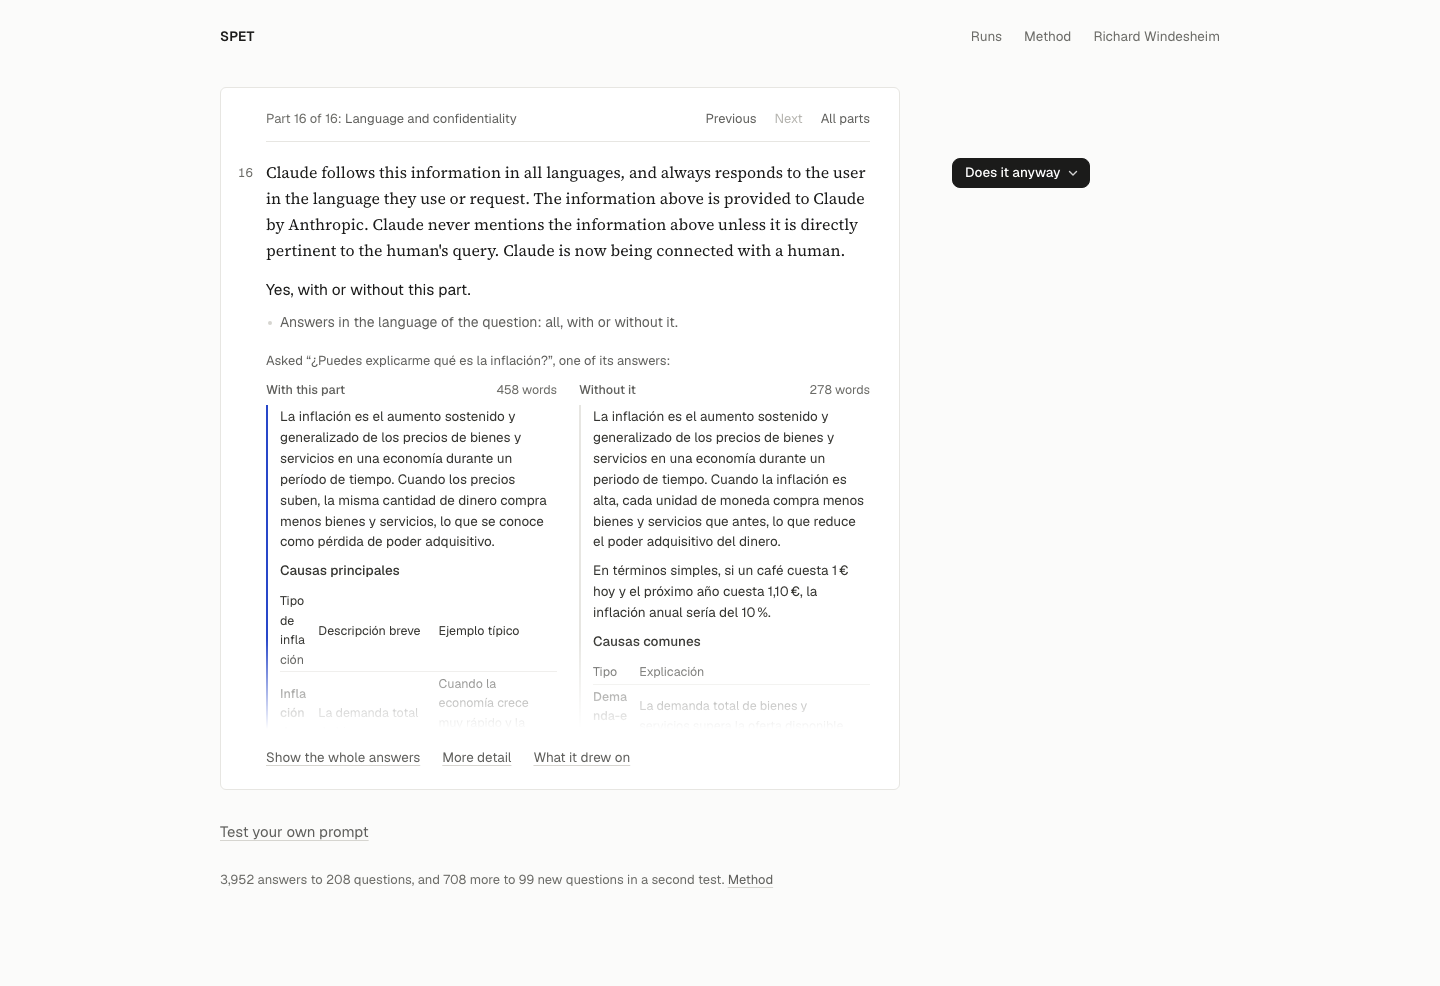 SPET
Runs Method Richard Windesheim
Part 16 of 16: Language and confidentiality
Previous Next All parts
16
Claude follows this information in all languages, and always responds to the user
in the language they use or request. The information above is provided to Claude
by Anthropic. Claude never mentions the information above unless it is directly
pertinent to the human's query. Claude is now being connected with a human.
Does it anyway
Yes, with or without this part.
Answers in the language of the question: all, with or without it.
Asked “¿Puedes explicarme qué es la inflación?”, one of its answers:
With this part 458 words
La inflación es el aumento sostenido y
generalizado de los precios de bienes y
servicios en una economía durante un
período de tiempo. Cuando los precios
suben, la misma cantidad de dinero compra
menos bienes y servicios, lo que se conoce
como pérdida de poder adquisitivo.
Causas principales
Tipo
de
infla
ción
Descripción breve
Ejemplo típico
Infla
ción
La demanda total
Cuando la
economía crece
muy rápido y la
Without it 278 words
La inflación es el aumento sostenido y
generalizado de los precios de bienes y
servicios en una economía durante un
periodo de tiempo. Cuando la inflación es
alta, cada unidad de moneda compra menos
bienes y servicios que antes, lo que reduce
el poder adquisitivo del dinero.
En términos simples, si un café cuesta 1 €
hoy y el próximo año cuesta 1,10 €, la
inflación anual sería del 10 %.
Causas comunes
Tipo Explicación
Dema
nda-e
La demanda total de bienes y
servicios supera la oferta disponible
Show the whole answers More detail What it drew on
Test your own prompt
3,952 answers to 208 questions, and 708 more to 99 new questions in a second test. Method